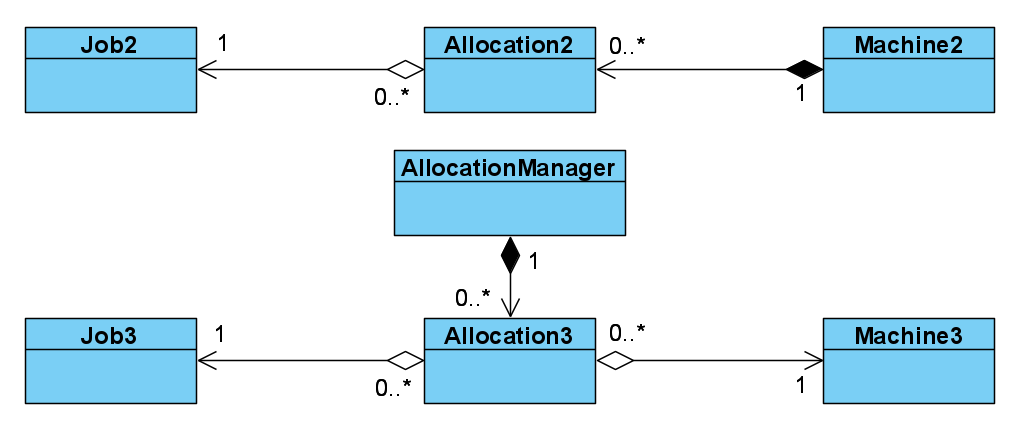 Job2
1
0..*
Allocation2
0..*
1
Machine2
AllocationManager
1
0..*
Job3
1
0..*
Allocation3
0..*
1
Machine3